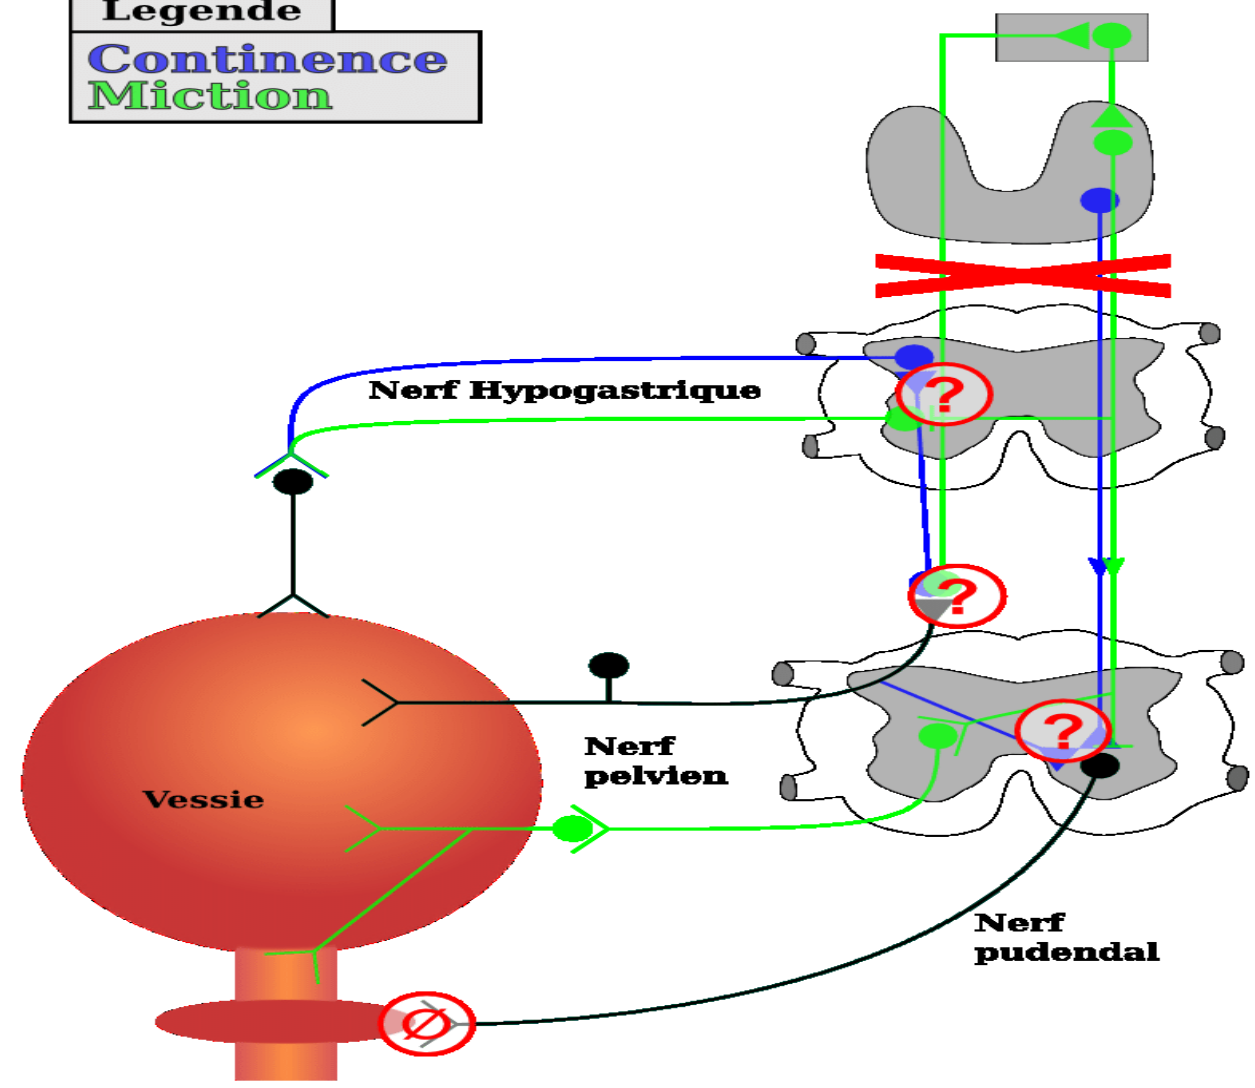 Legende
Continence
Miction
Nerf Hypogastrique
?
?
Nerf
pelvien
?
Vessie
Nerf
pudendal
Ø